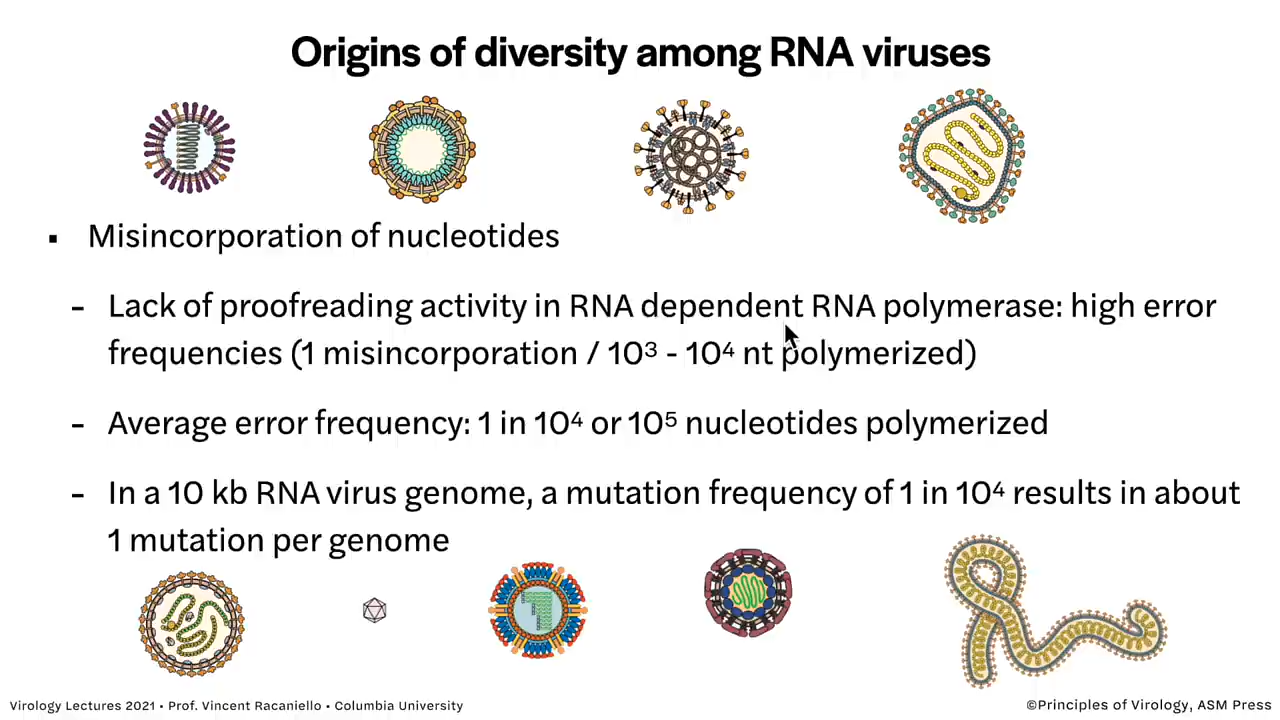 Origins of diversity among RNA viruses
▪ Misincorporation of nucleotides
- Lack of proofreading activity in RNA dependent RNA polymerase: high error
frequencies (1 misincorporation / 10³ - 10⁴ nt polymerized)
- Average error frequency: 1 in 10⁴ or 10⁵ nucleotides polymerized
- In a 10 kb RNA virus genome, a mutation frequency of 1 in 10⁴ results in about
1 mutation per genome
Virology Lectures 2021 • Prof. Vincent Racaniello • Columbia University
©Principles of Virology, ASM Press